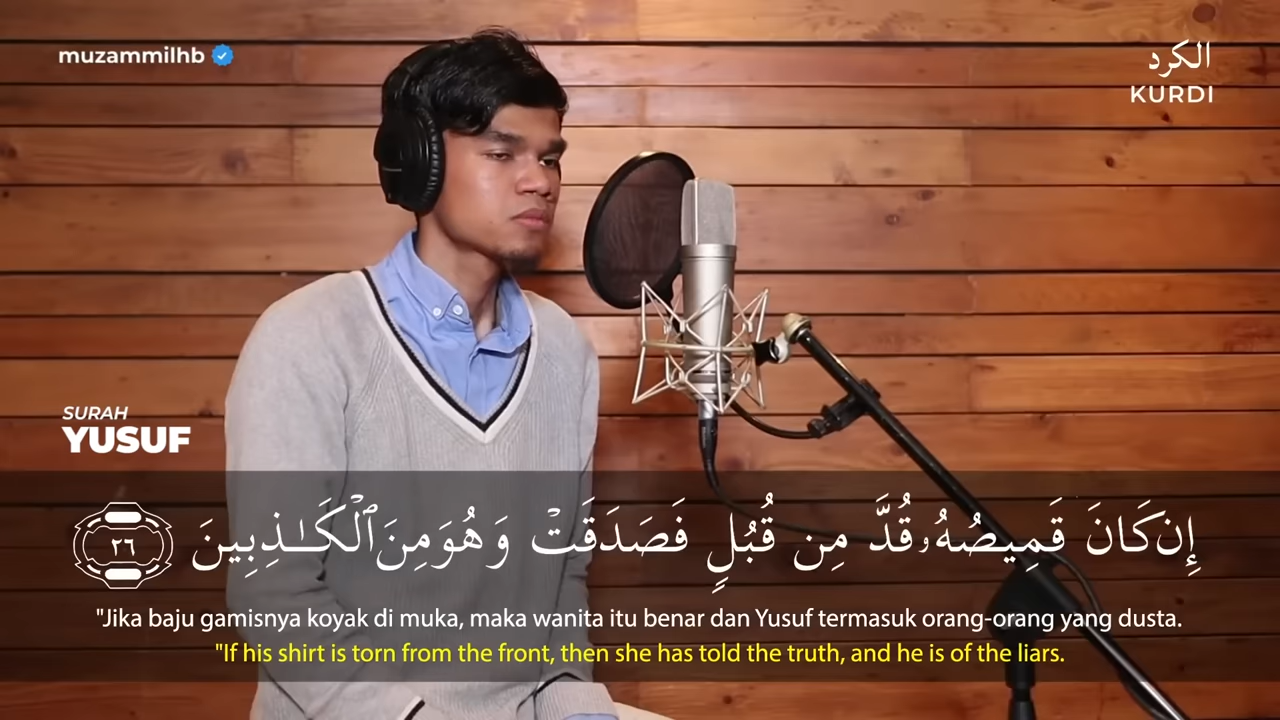 muzammilhb
الكرد
KURDI
SURAH
YUSUF
إِن كَانَ قَمِيصُهُۥ قُدَّ مِن قُبُلٍ فَصَدَقَتْ وَهُوَ مِنَ ٱلْكَـٰذِبِينَ ٢٦
"Jika baju gamisnya koyak di muka, maka wanita itu benar dan Yusuf termasuk orang-orang yang dusta.
"If his shirt is torn from the front, then she has told the truth, and he is of the liars.